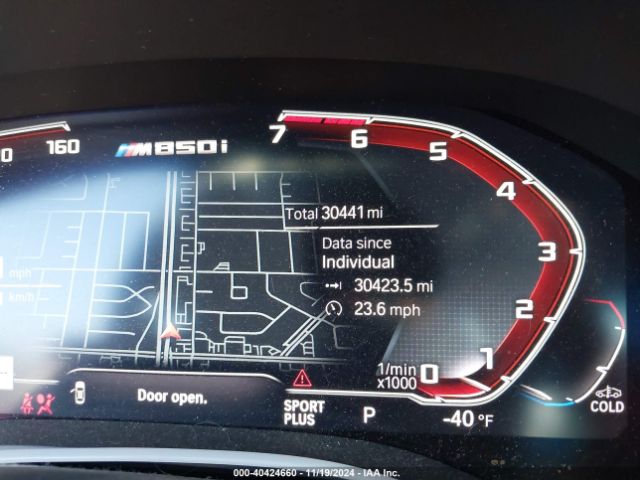 160
M850i
7
6
5
4
3
2
1
0
Total 30441 mi
Data since
Individual
30423.5 mi
23.6 mph
mph
km/h
1/min
x1000
Door open.
SPORT
PLUS
P
-40 °F
COLD
000-40424660 - 11/19/2024 - IAA Inc.